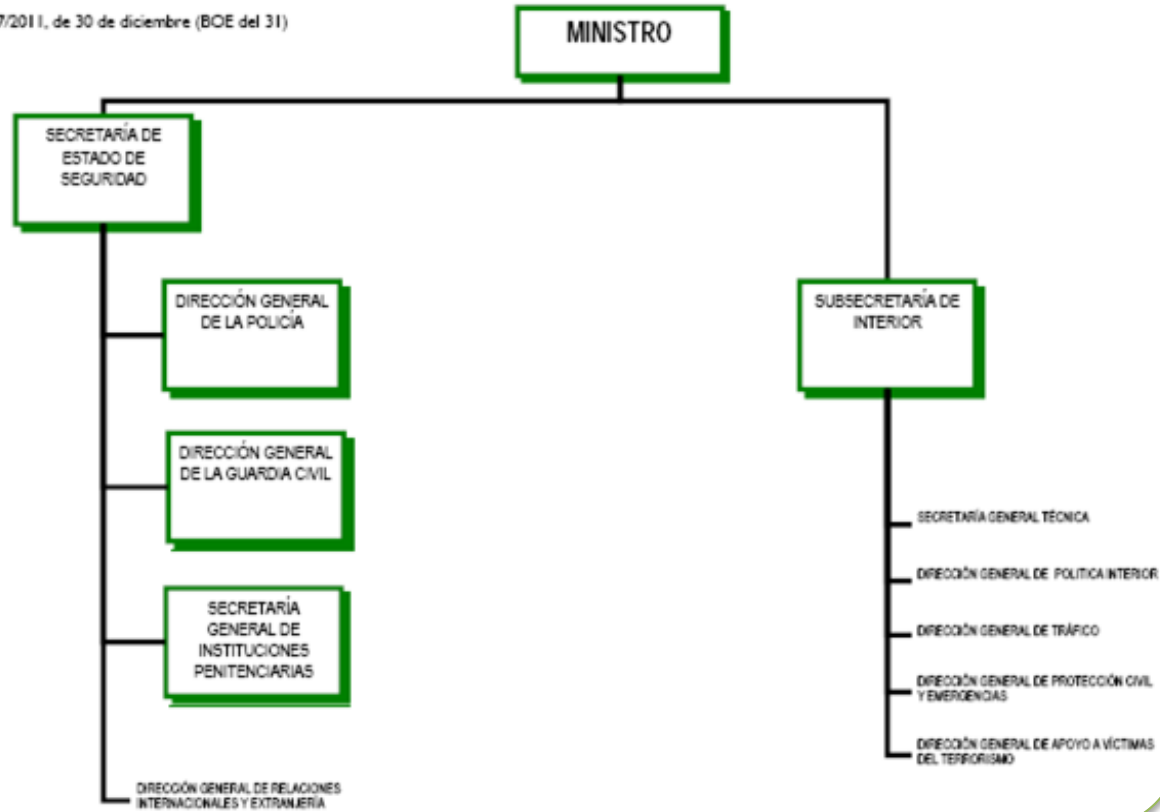 7/2011, de 30 de diciembre (BOE del 31)
MINISTRO
SECRETARÍA DE
ESTADO DE
SEGURIDAD
DIRECCIÓN GENERAL
DE LA POLICÍA
DIRECCIÓN GENERAL
DE LA GUARDIA CIVIL
SECRETARÍA
GENERAL DE
INSTITUCIONES
PENITENCIARIAS
DIRECCIÓN GENERAL DE RELACIONES
INTERNACIONALES Y EXTRANJERÍA
SUBSECRETARÍA DE
INTERIOR
SECRETARÍA GENERAL TÉCNICA
DIRECCIÓN GENERAL DE POLITICA INTERIOR
DIRECCIÓN GENERAL DE TRÁFICO
DIRECCIÓN GENERAL DE PROTECCIÓN CIVIL
Y EMERGENCIAS
DIRECCIÓN GENERAL DE APOYO A VÍCTIMAS
DEL TERRORISMO